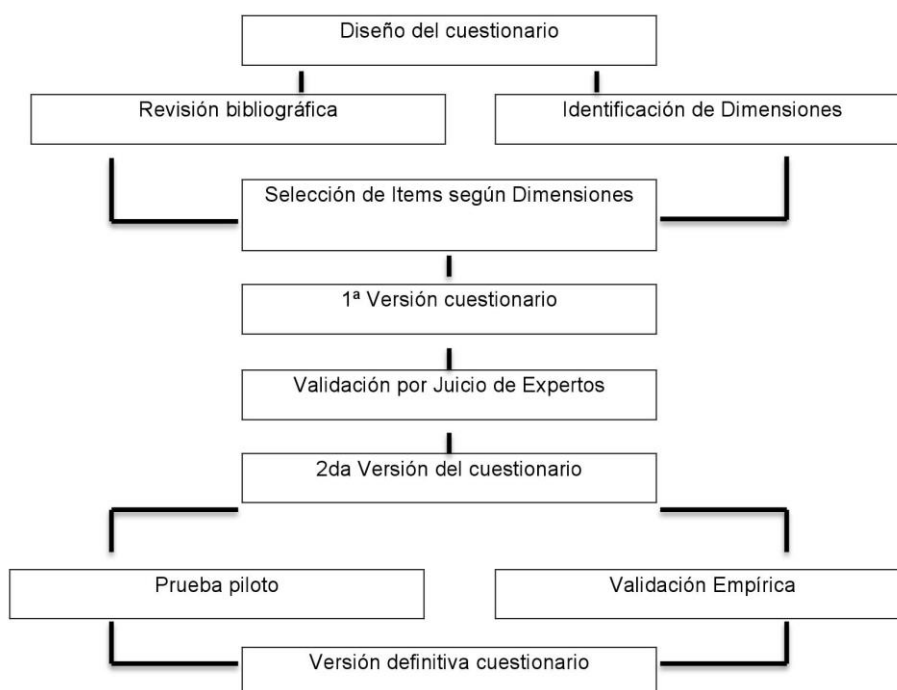 Diseño del cuestionario
Revisión bibliográfica
Identificación de Dimensiones
Selección de Items según Dimensiones
1ª Versión cuestionario
Validación por Juicio de Expertos
2da Versión del cuestionario
Prueba piloto
Validación Empírica
Versión definitiva cuestionario